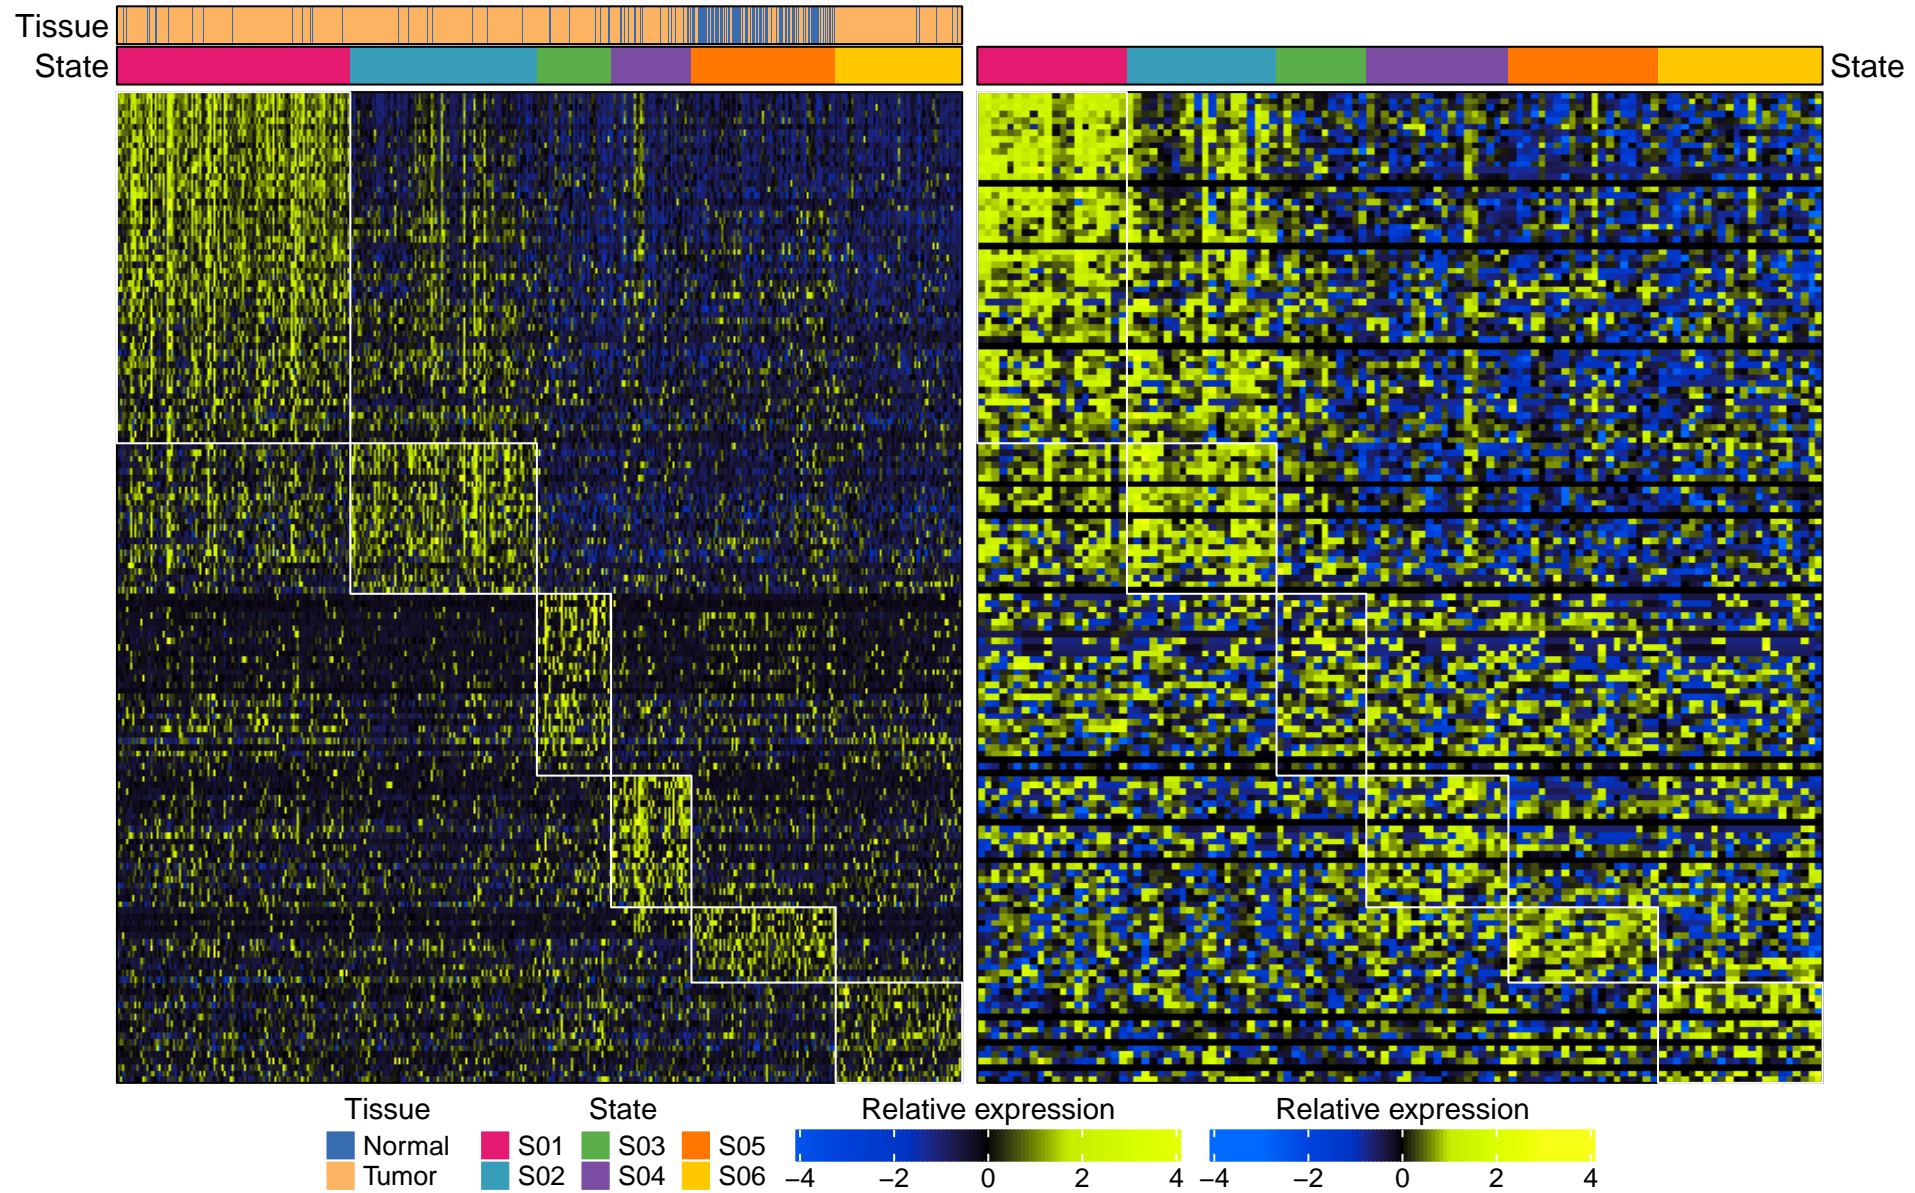 Tissue
State
State
Tissue State Relative expression Relative expression
Normal S01 S03 S05
Tumor S02 S04 S06
−4 −2 0 2 4 −4 −2 0 2 4